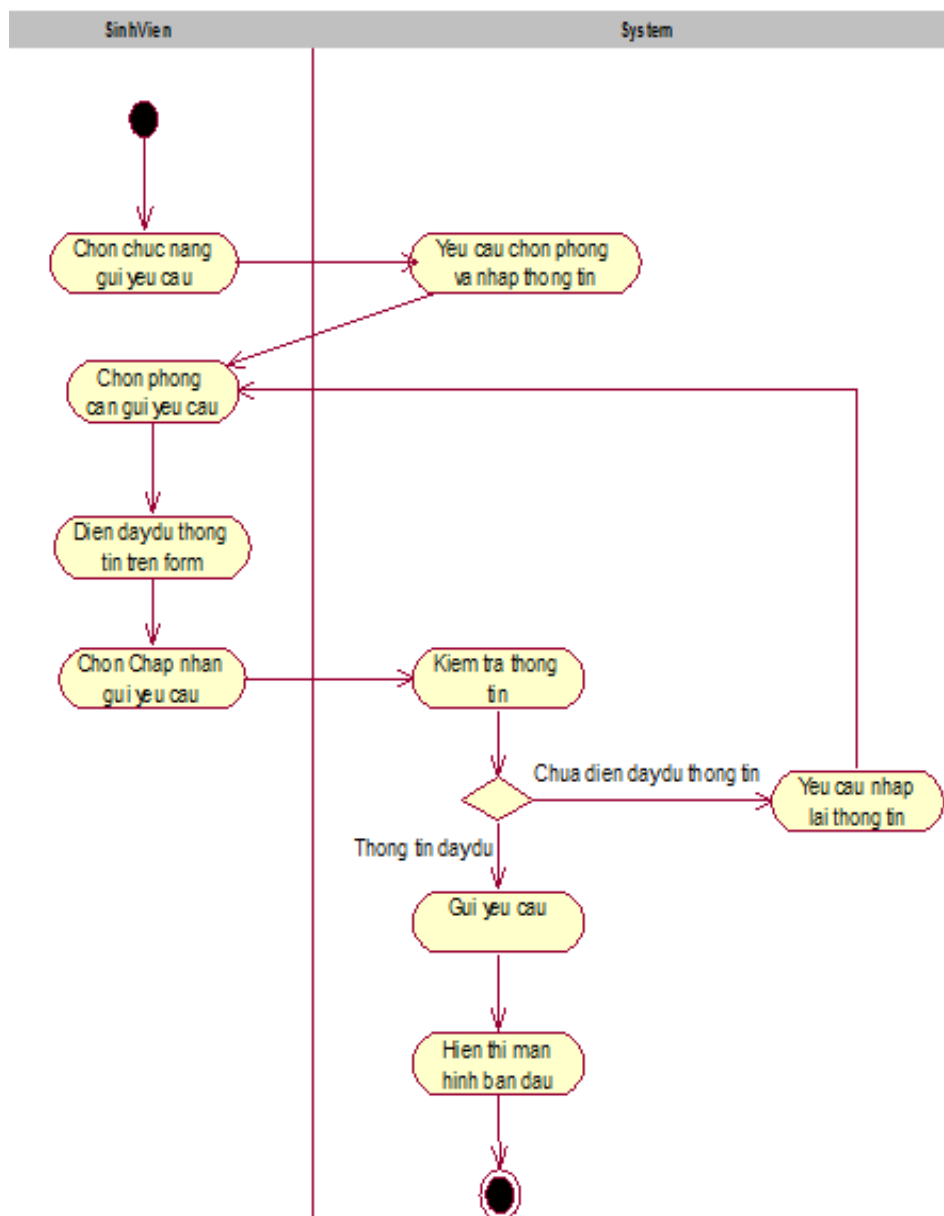 SinhVien
System
Chon chuc nang
gui yeu cau
Yeu cau chon phong
va nhap thong tin
Chon phong
can gui yeu cau
Dien daydu thong
tin tren form
Chon Chap nhan
gui yeu cau
Kiem tra thong
tin
Chua dien daydu thong tin
Yeu cau nhap
lai thong tin
Thong tin daydu
Gui yeu cau
Hien thi man
hinh ban dau